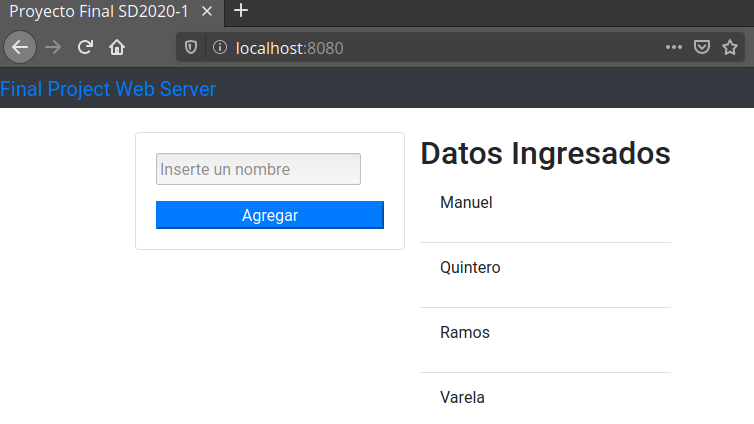 Proyecto Final SD2020-1
localhost:8080
Final Project Web Server
Inserte un nombre
Agregar
Datos Ingresados
Manuel
Quintero
Ramos
Varela